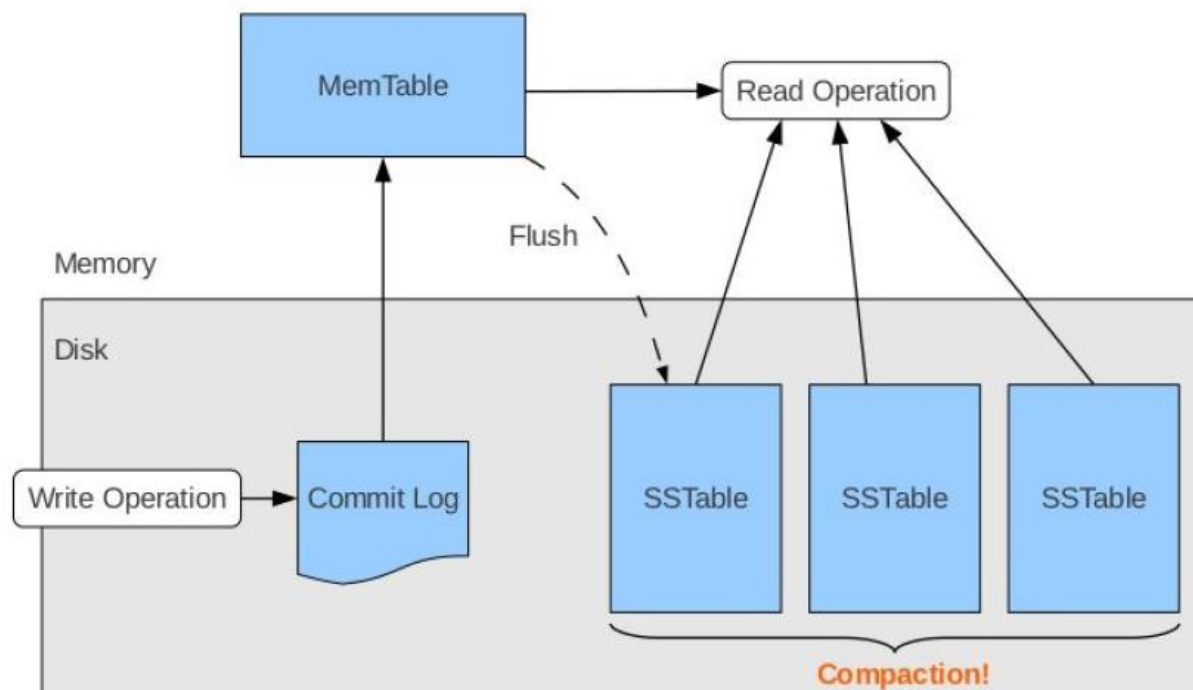 MemTable
Read Operation
Flush
Memory
Disk
Write Operation
Commit Log
SSTable
SSTable
SSTable
Compaction!